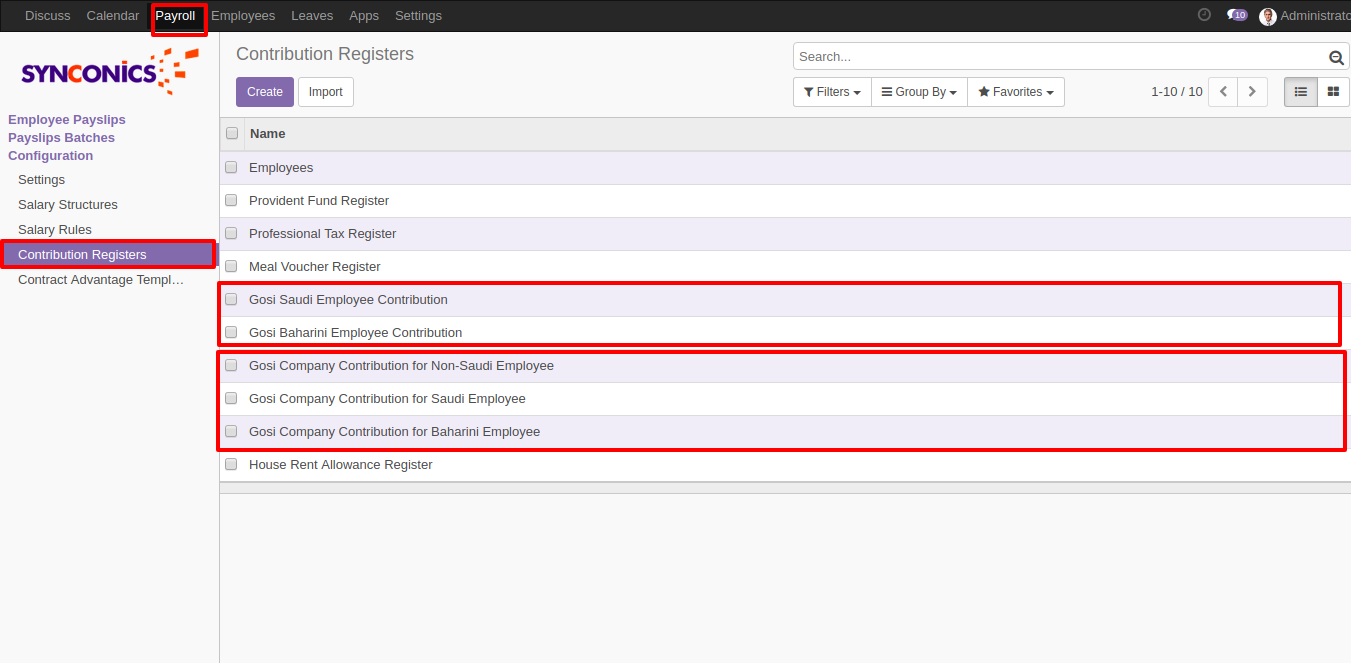 Discuss Calendar Payroll Employees Leaves Apps Settings 10 Administrato
SYNCONICS
Contribution Registers
Search...
Create Import
Filters Group By Favorites 1-10 / 10
Employee Payslips
Payslips Batches
Configuration
Settings
Salary Structures
Salary Rules
Contribution Registers
Contract Advantage Templ…
Name
Employees
Provident Fund Register
Professional Tax Register
Meal Voucher Register
Gosi Saudi Employee Contribution
Gosi Baharini Employee Contribution
Gosi Company Contribution for Non-Saudi Employee
Gosi Company Contribution for Saudi Employee
Gosi Company Contribution for Baharini Employee
House Rent Allowance Register